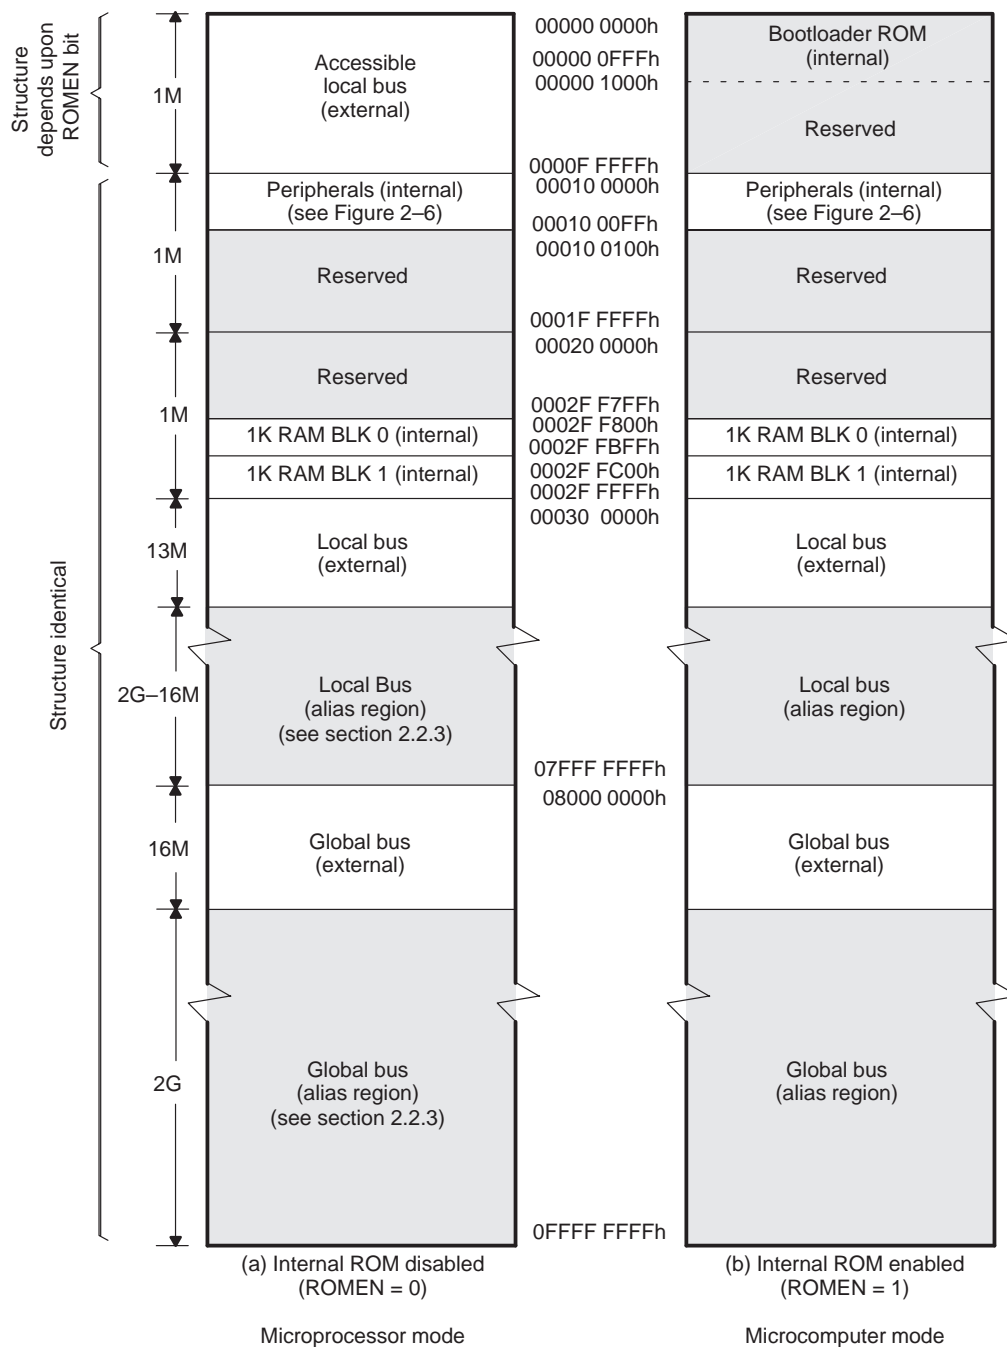 Structure
depends upon
ROMEN bit
1M
Accessible
local bus
(external)
00000 0000h
00000 0FFFh
00000 1000h
0000F FFFFh
Bootloader ROM
(internal)
Reserved
Structure identical
1M
Peripherals (internal)
(see Figure 2–6)
00010 0000h
00010 00FFh
Peripherals (internal)
(see Figure 2–6)
Reserved
00010 0100h
0001F FFFFh
Reserved
1M
Reserved
00020 0000h
0002F F7FFh
Reserved
1K RAM BLK 0 (internal)
0002F F800h
0002F FBFFh
1K RAM BLK 0 (internal)
1K RAM BLK 1 (internal)
0002F FC00h
0002F FFFFh
1K RAM BLK 1 (internal)
13M
Local bus
(external)
00030 0000h
Local bus
(external)
2G–16M
Local Bus
(alias region)
(see section 2.2.3)
07FFF FFFFh
Local bus
(alias region)
16M
Global bus
(external)
08000 0000h
Global bus
(external)
2G
Global bus
(alias region)
(see section 2.2.3)
0FFFF FFFFh
Global bus
(alias region)
(a) Internal ROM disabled
(ROMEN = 0)
Microprocessor mode
(b) Internal ROM enabled
(ROMEN = 1)
Microcomputer mode